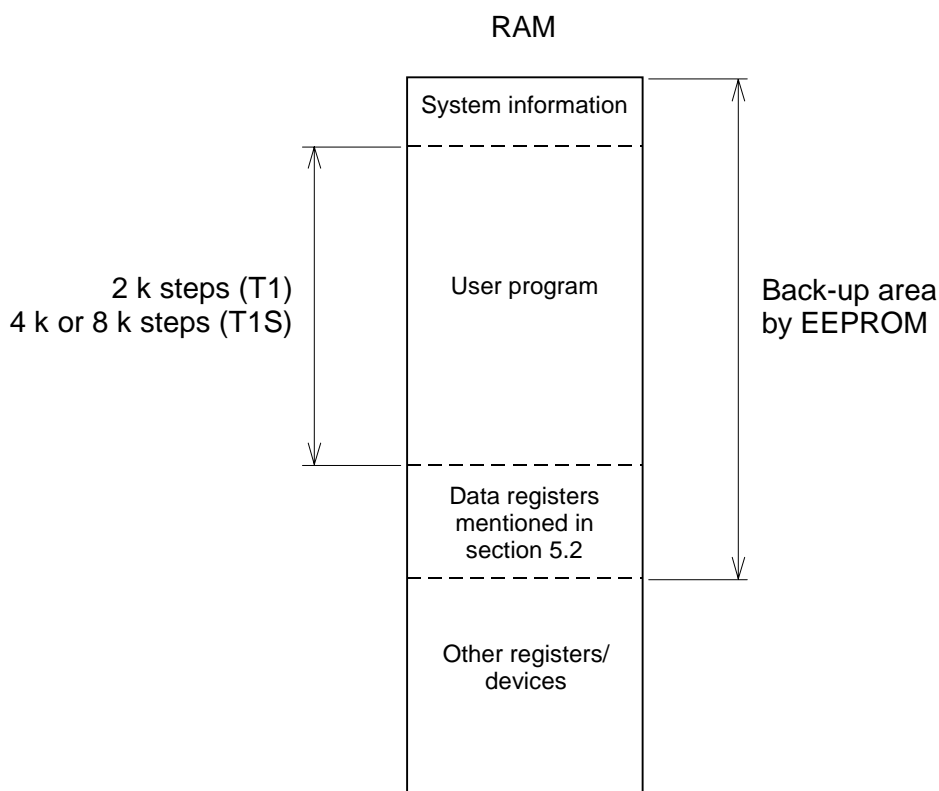 RAM
System information
2 k steps (T1)
4 k or 8 k steps (T1S)
User program
Back-up area
by EEPROM
Data registers
mentioned in
section 5.2
Other registers/
devices